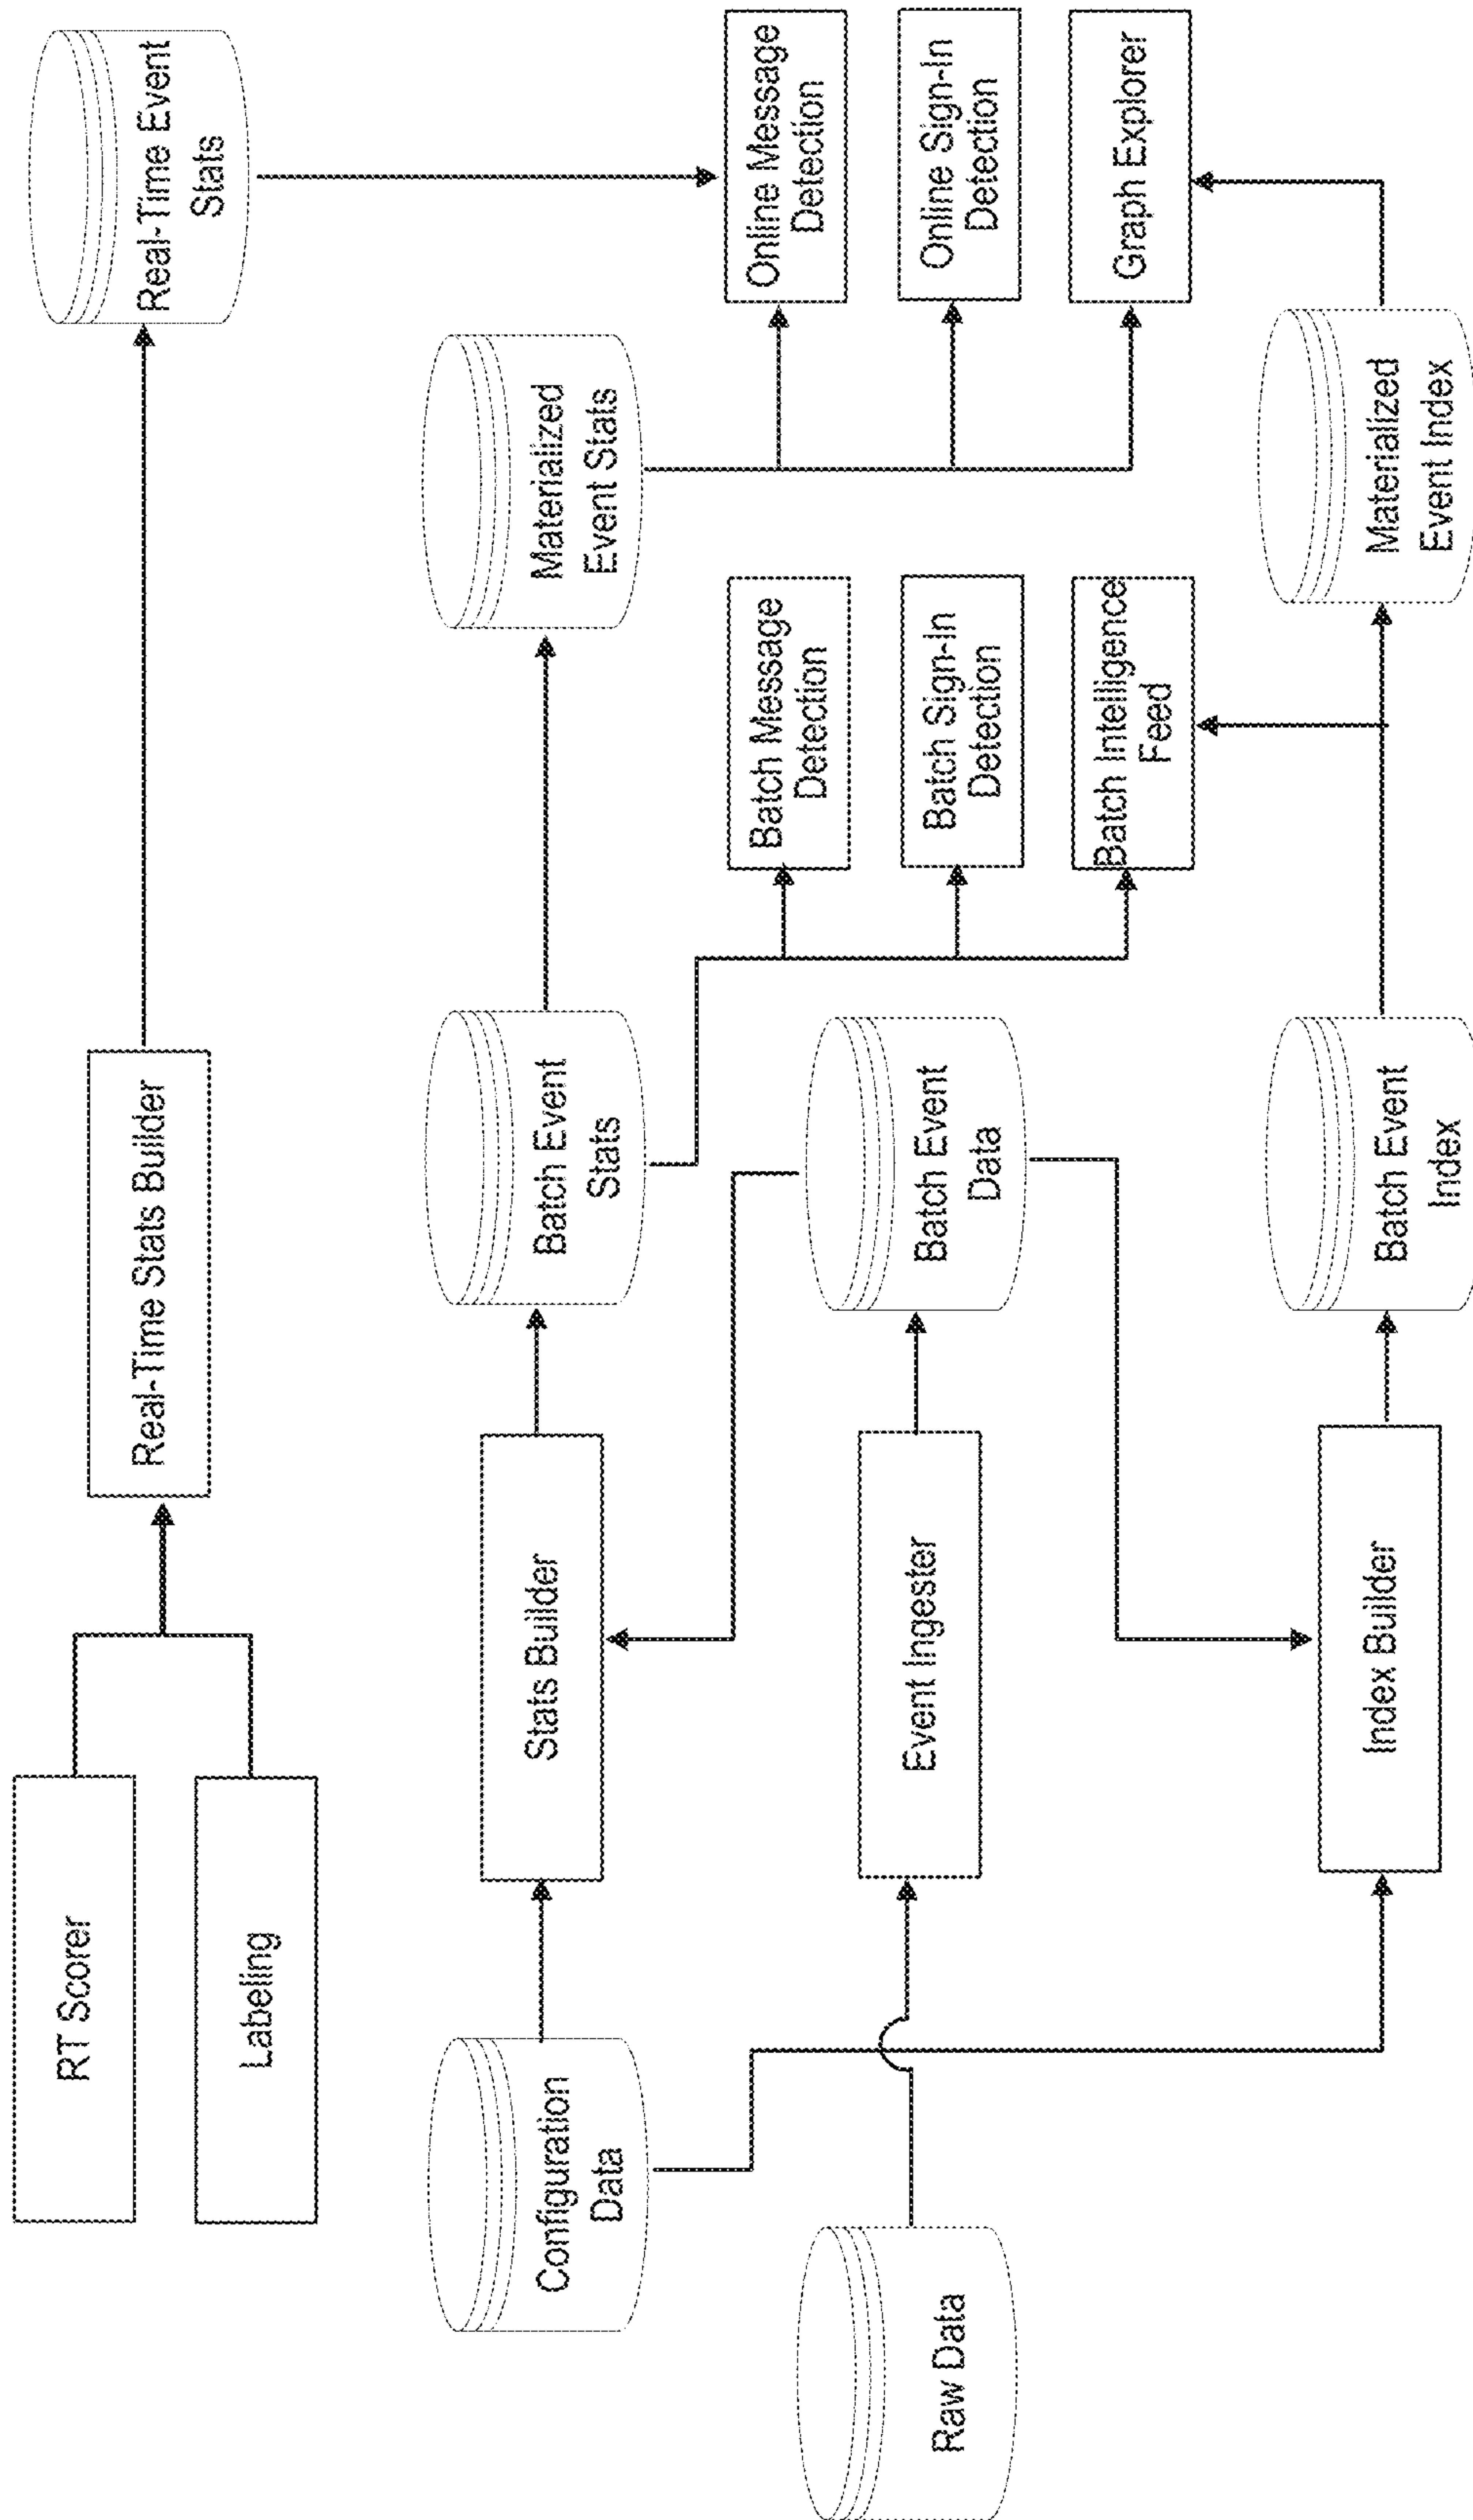 RT Scorer
Labeling
Real-Time Stats Builder
Real-Time Event
Stats
Configuration
Data
Stats Builder
Batch Event
Stats
Materialized
Event Stats
Batch Message
Detection
Batch Sign-In
Detection
Batch Intelligence
Feed
Online Message
Detection
Online Sign-In
Detection
Graph Explorer
Raw Data
Event Ingester
Batch Event
Data
Index Builder
Batch Event
Index
Materialized
Event Index